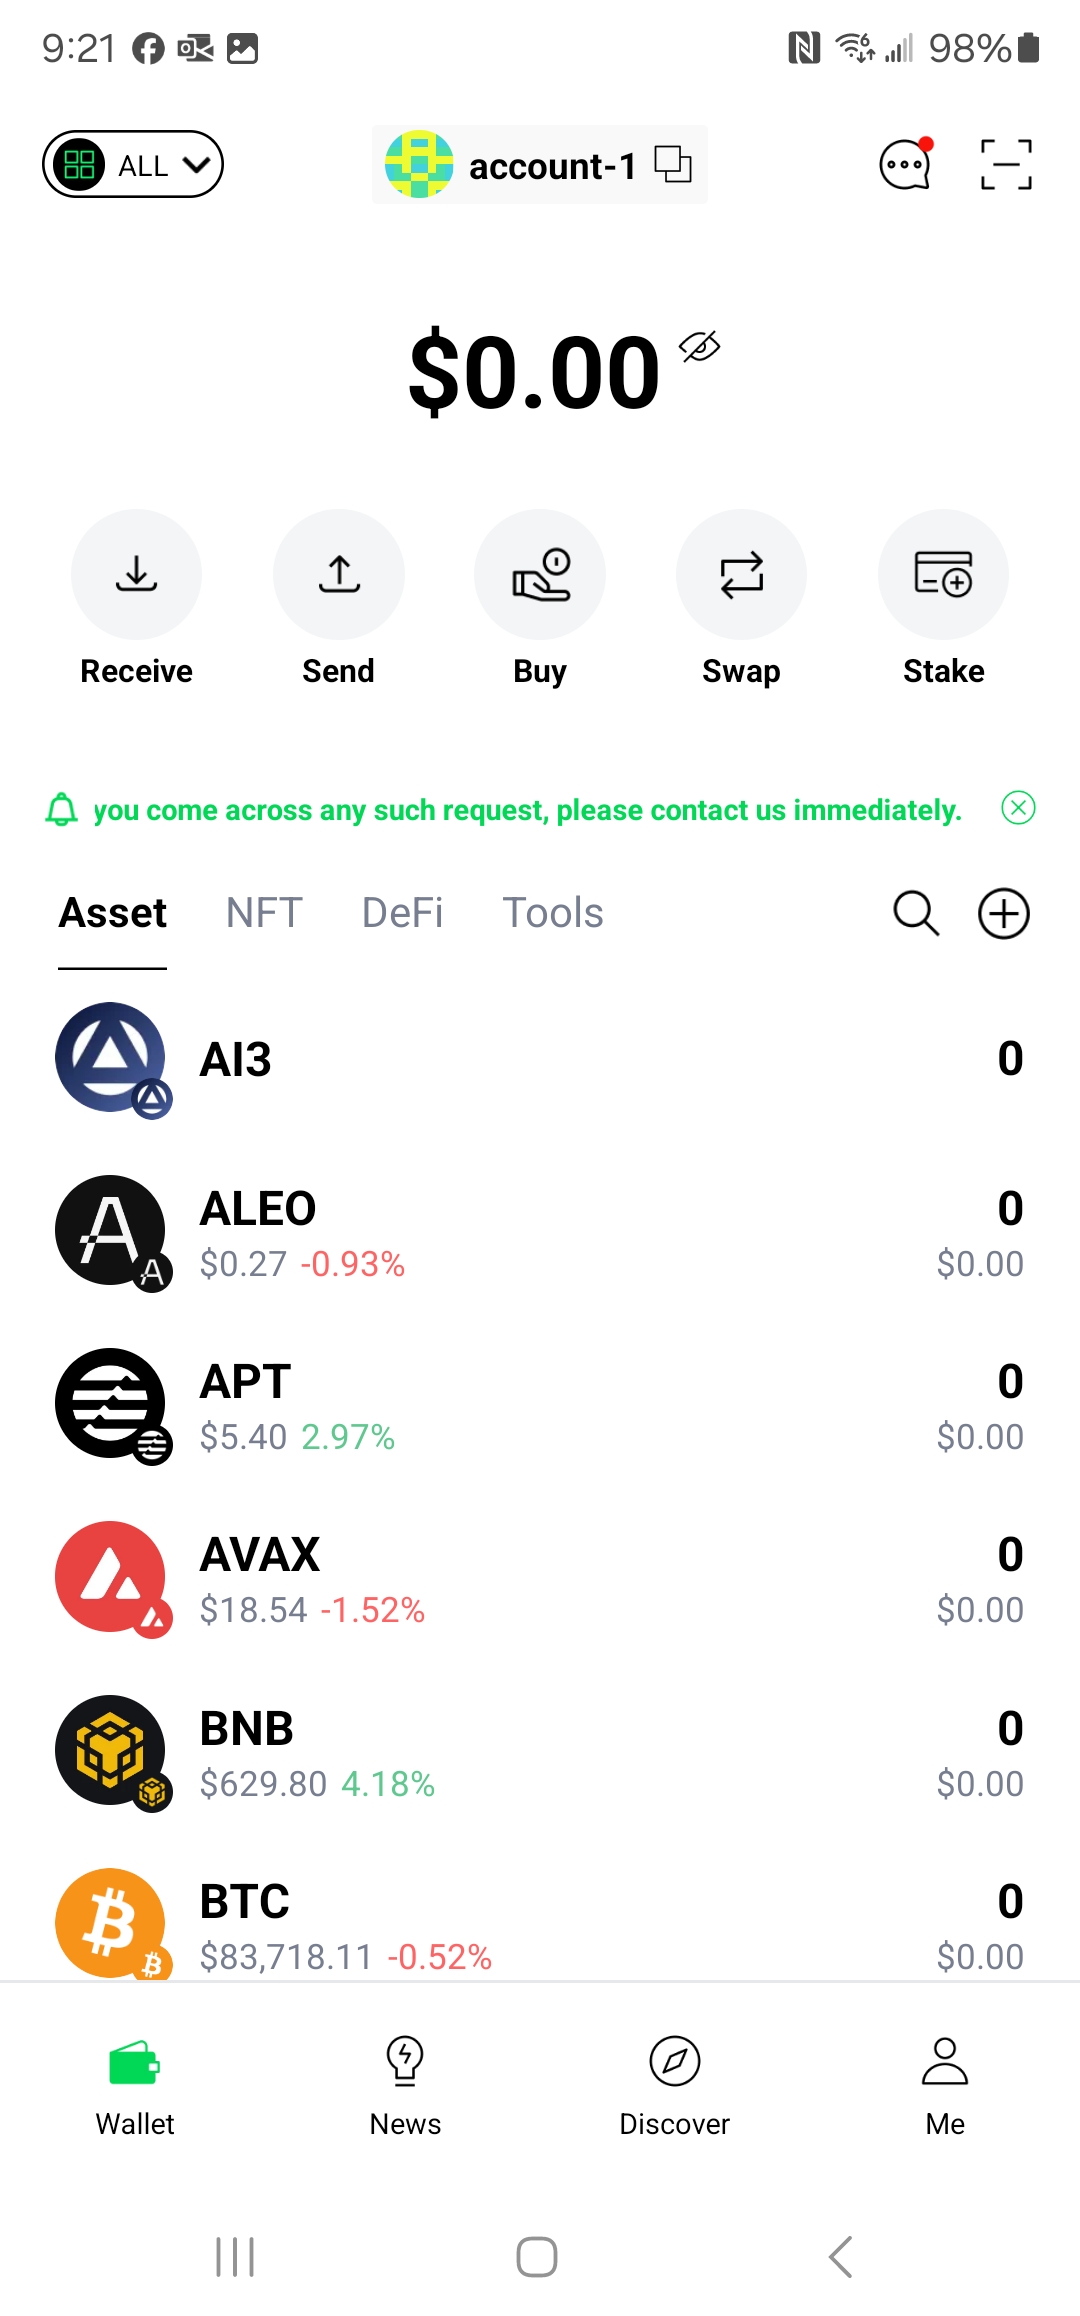 9:21 98%
ALL account-1
$0.00
Receive Send Buy Swap Stake
you come across any such request, please contact us immediately.
Asset NFT DeFi Tools
AI3 0
ALEO 0
$0.27 -0.93% $0.00
APT 0
$5.40 2.97% $0.00
AVAX 0
$18.54 -1.52% $0.00
BNB 0
$629.80 4.18% $0.00
BTC 0
$83,718.11 -0.52% $0.00
Wallet News Discover Me